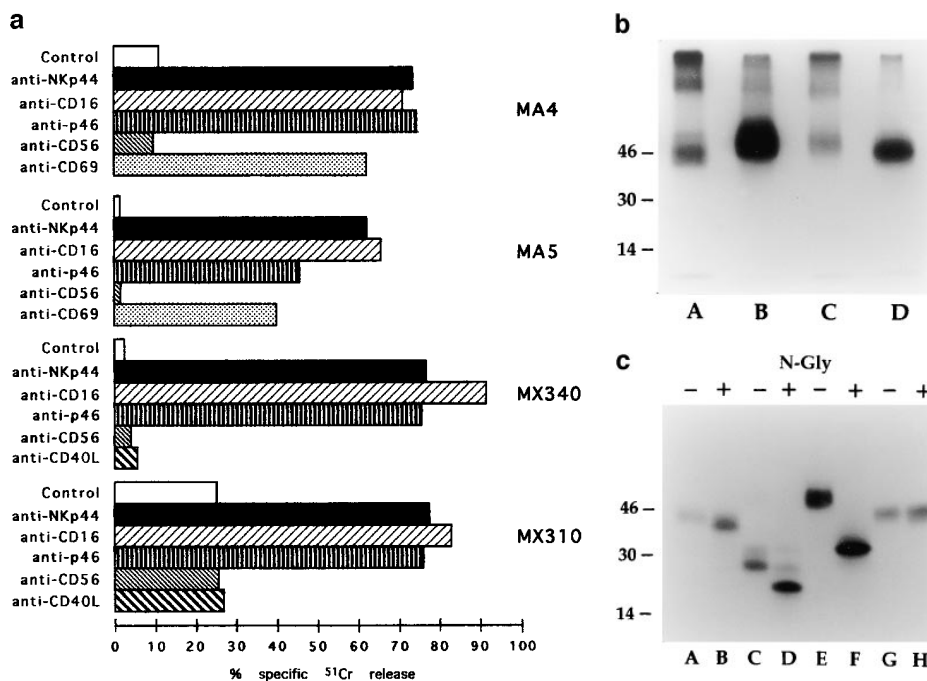 a
Control
anti-NKp44
anti-CD16
anti-p46
anti-CD56
anti-CD69
MA4
Control
anti-NKp44
anti-CD16
anti-p46
anti-CD56
anti-CD69
MA5
Control
anti-NKp44
anti-CD16
anti-p46
anti-CD56
anti-CD40L
MX340
Control
anti-NKp44
anti-CD16
anti-p46
anti-CD56
anti-CD40L
MX310
0 10 20 30 40 50 60 70 80 90 100
% specific ⁵¹Cr release
b
46 –
30 –
14 –
A B C D
c
N-Gly
– + – + – + – +
46 –
30 –
14 –
A B C D E F G H